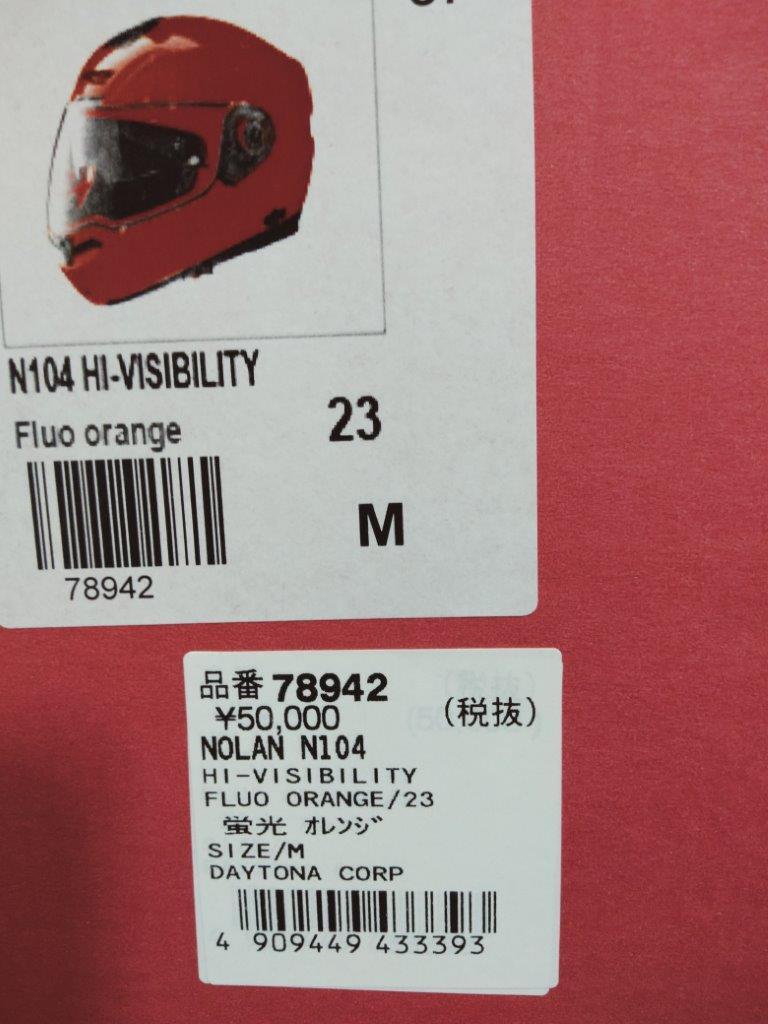 N104 HI-VISIBILITY
Fluo orange
23
M
78942
品番 78942
¥50,000 (税抜)
NOLAN N104
HI-VISIBILITY
FLUO ORANGE/23
蛍光 オレンジ
SIZE/M
DAYTONA CORP
4 909449 433393